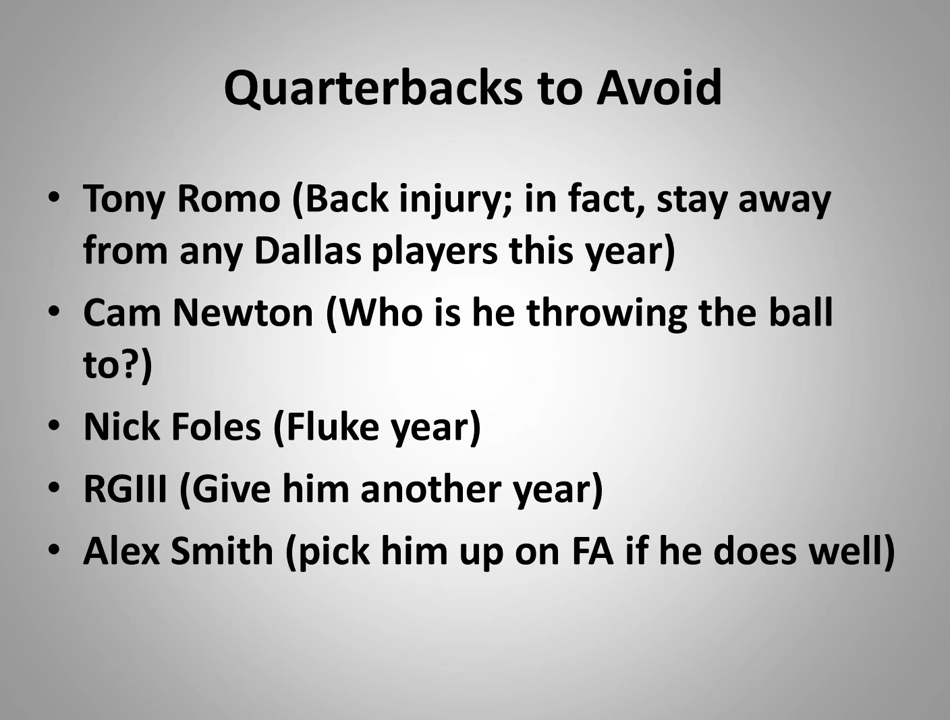 Quarterbacks to Avoid
• Tony Romo (Back injury; in fact, stay away
from any Dallas players this year)
• Cam Newton (Who is he throwing the ball
to?)
• Nick Foles (Fluke year)
• RGIII (Give him another year)
• Alex Smith (pick him up on FA if he does well)